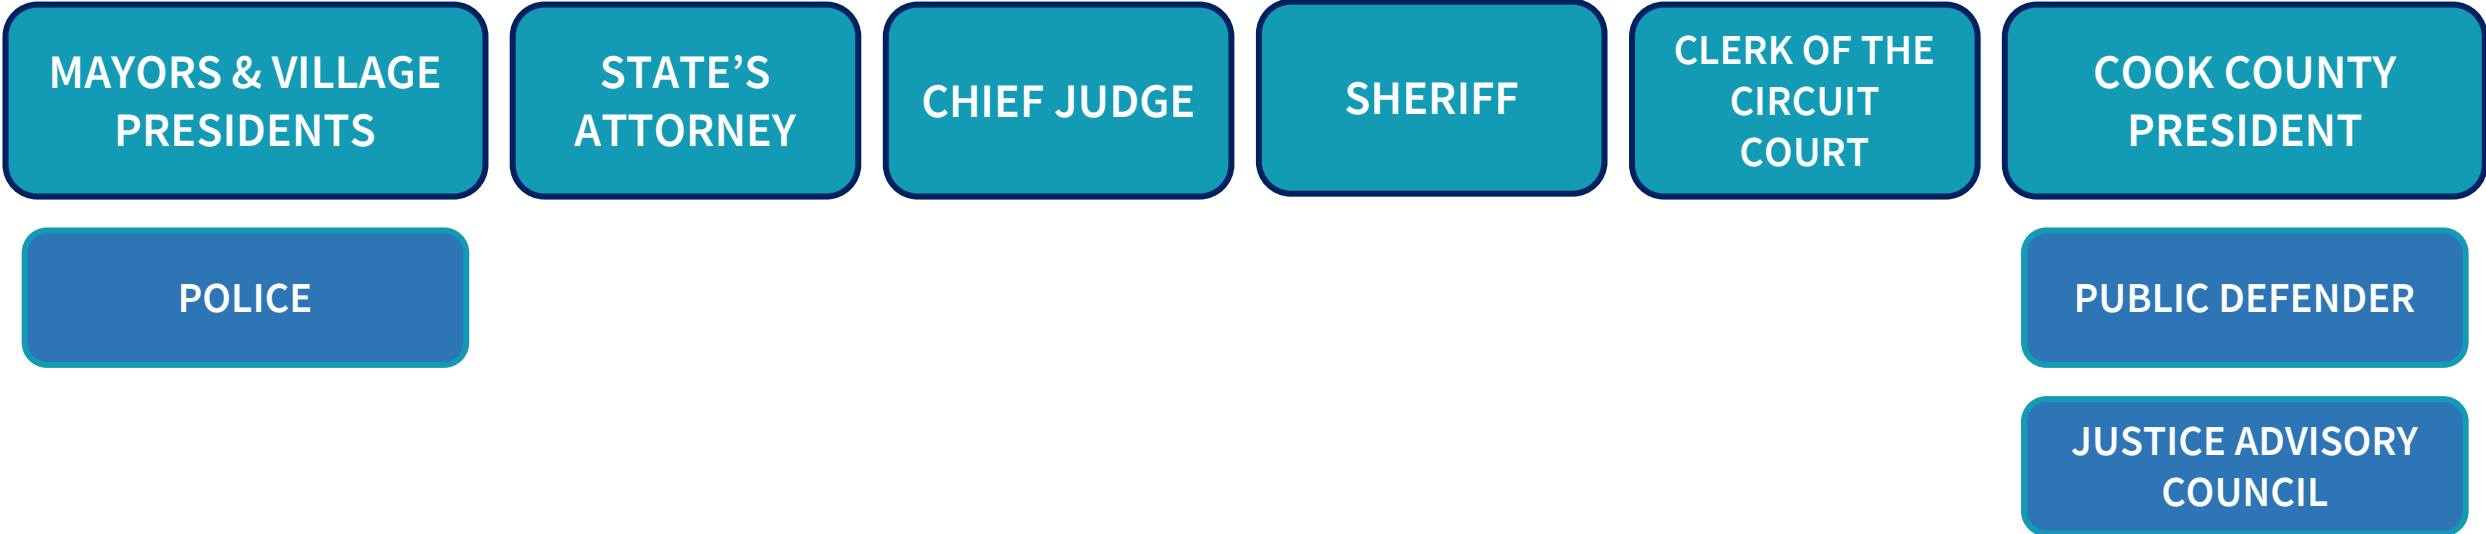 MAYORS & VILLAGE
PRESIDENTS
STATE’S
ATTORNEY
CHIEF JUDGE
SHERIFF
CLERK OF THE
CIRCUIT
COURT
COOK COUNTY
PRESIDENT
POLICE
PUBLIC DEFENDER
JUSTICE ADVISORY
COUNCIL